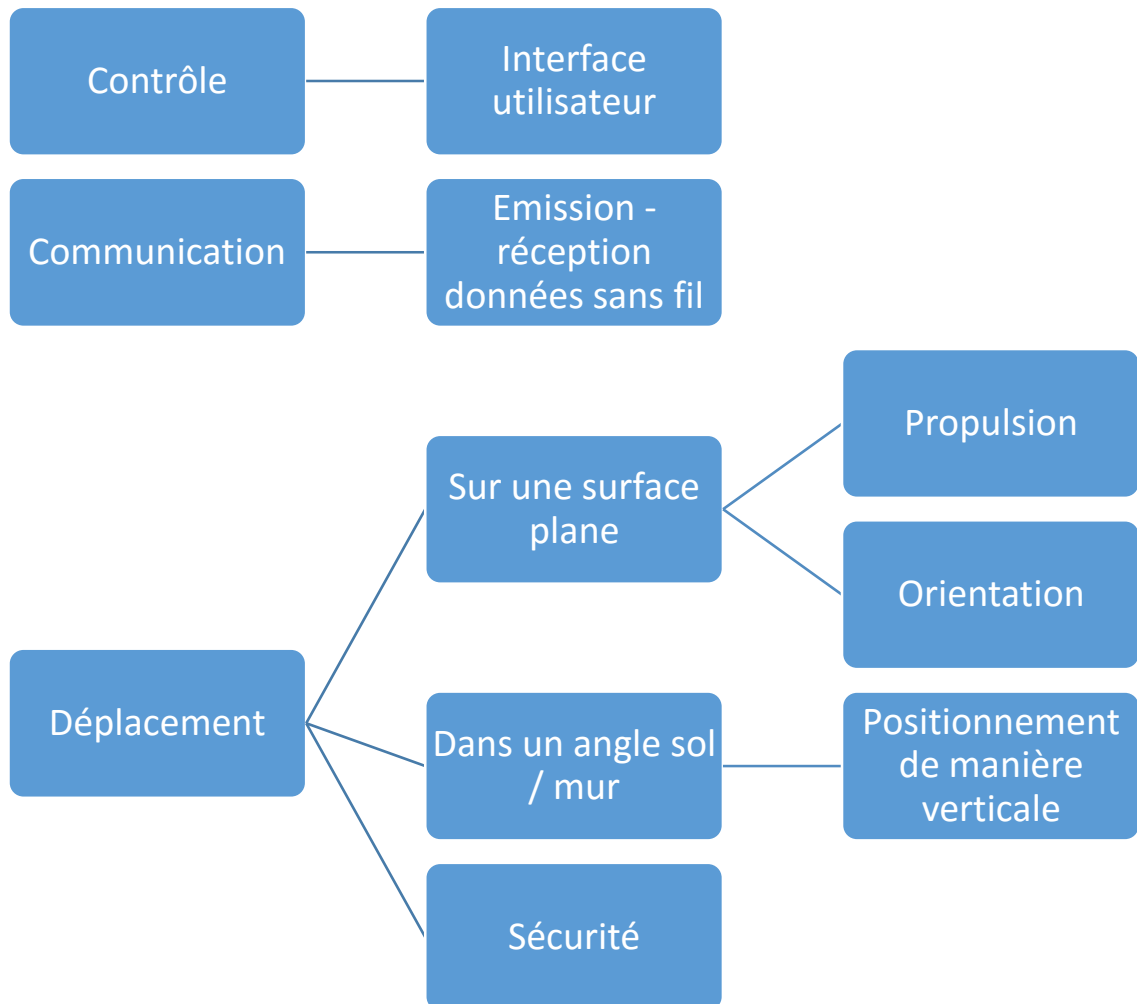 Contrôle
Interface
utilisateur
Communication
Emission -
réception
données sans fil
Déplacement
Sur une surface
plane
Propulsion
Orientation
Dans un angle sol
/ mur
Positionnement
de manière
verticale
Sécurité